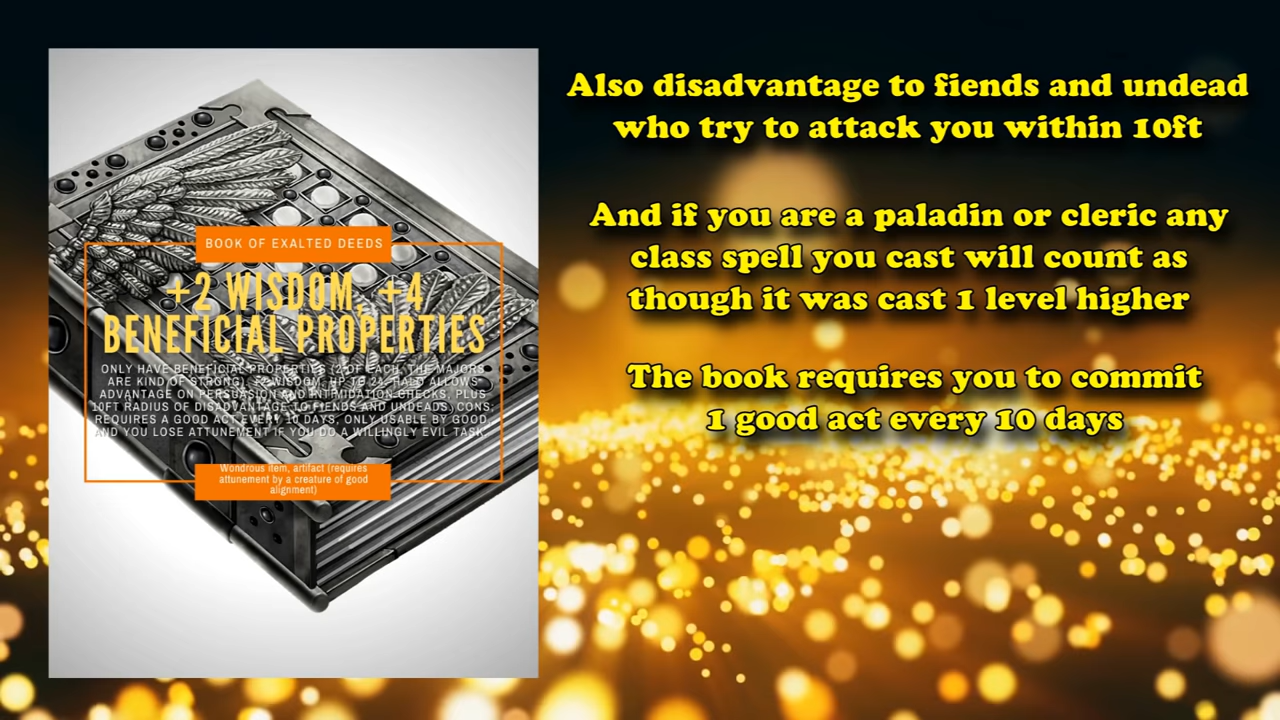 BOOK OF EXALTED DEEDS
+2 WISDOM, +4
BENEFICIAL PROPERTIES
ONLY HAVE BENEFICIAL PROPERTIES (2 OF EACH, THE MAJORS
ARE KIND OF STRONG), +2 WISDOM, UP TO 24, HALO ALLOWS
ADVANTAGE ON PERSUASION AND INTIMIDATION CHECKS, PLUS
10FT RADIUS OF DISADVANTAGE TO FIENDS AND UNDEADS, CONS;
REQUIRES A GOOD ACT EVERY 10 DAYS, ONLY USABLE BY GOOD,
AND YOU LOSE ATTUNEMENT IF YOU DO A WILLINGLY EVIL TASK.
Wondrous item, artifact (requires
attunement by a creature of good
alignment)
Also disadvantage to fiends and undead
who try to attack you within 10ft
And if you are a paladin or cleric any
class spell you cast will count as
though it was cast 1 level higher
The book requires you to commit
1 good act every 10 days